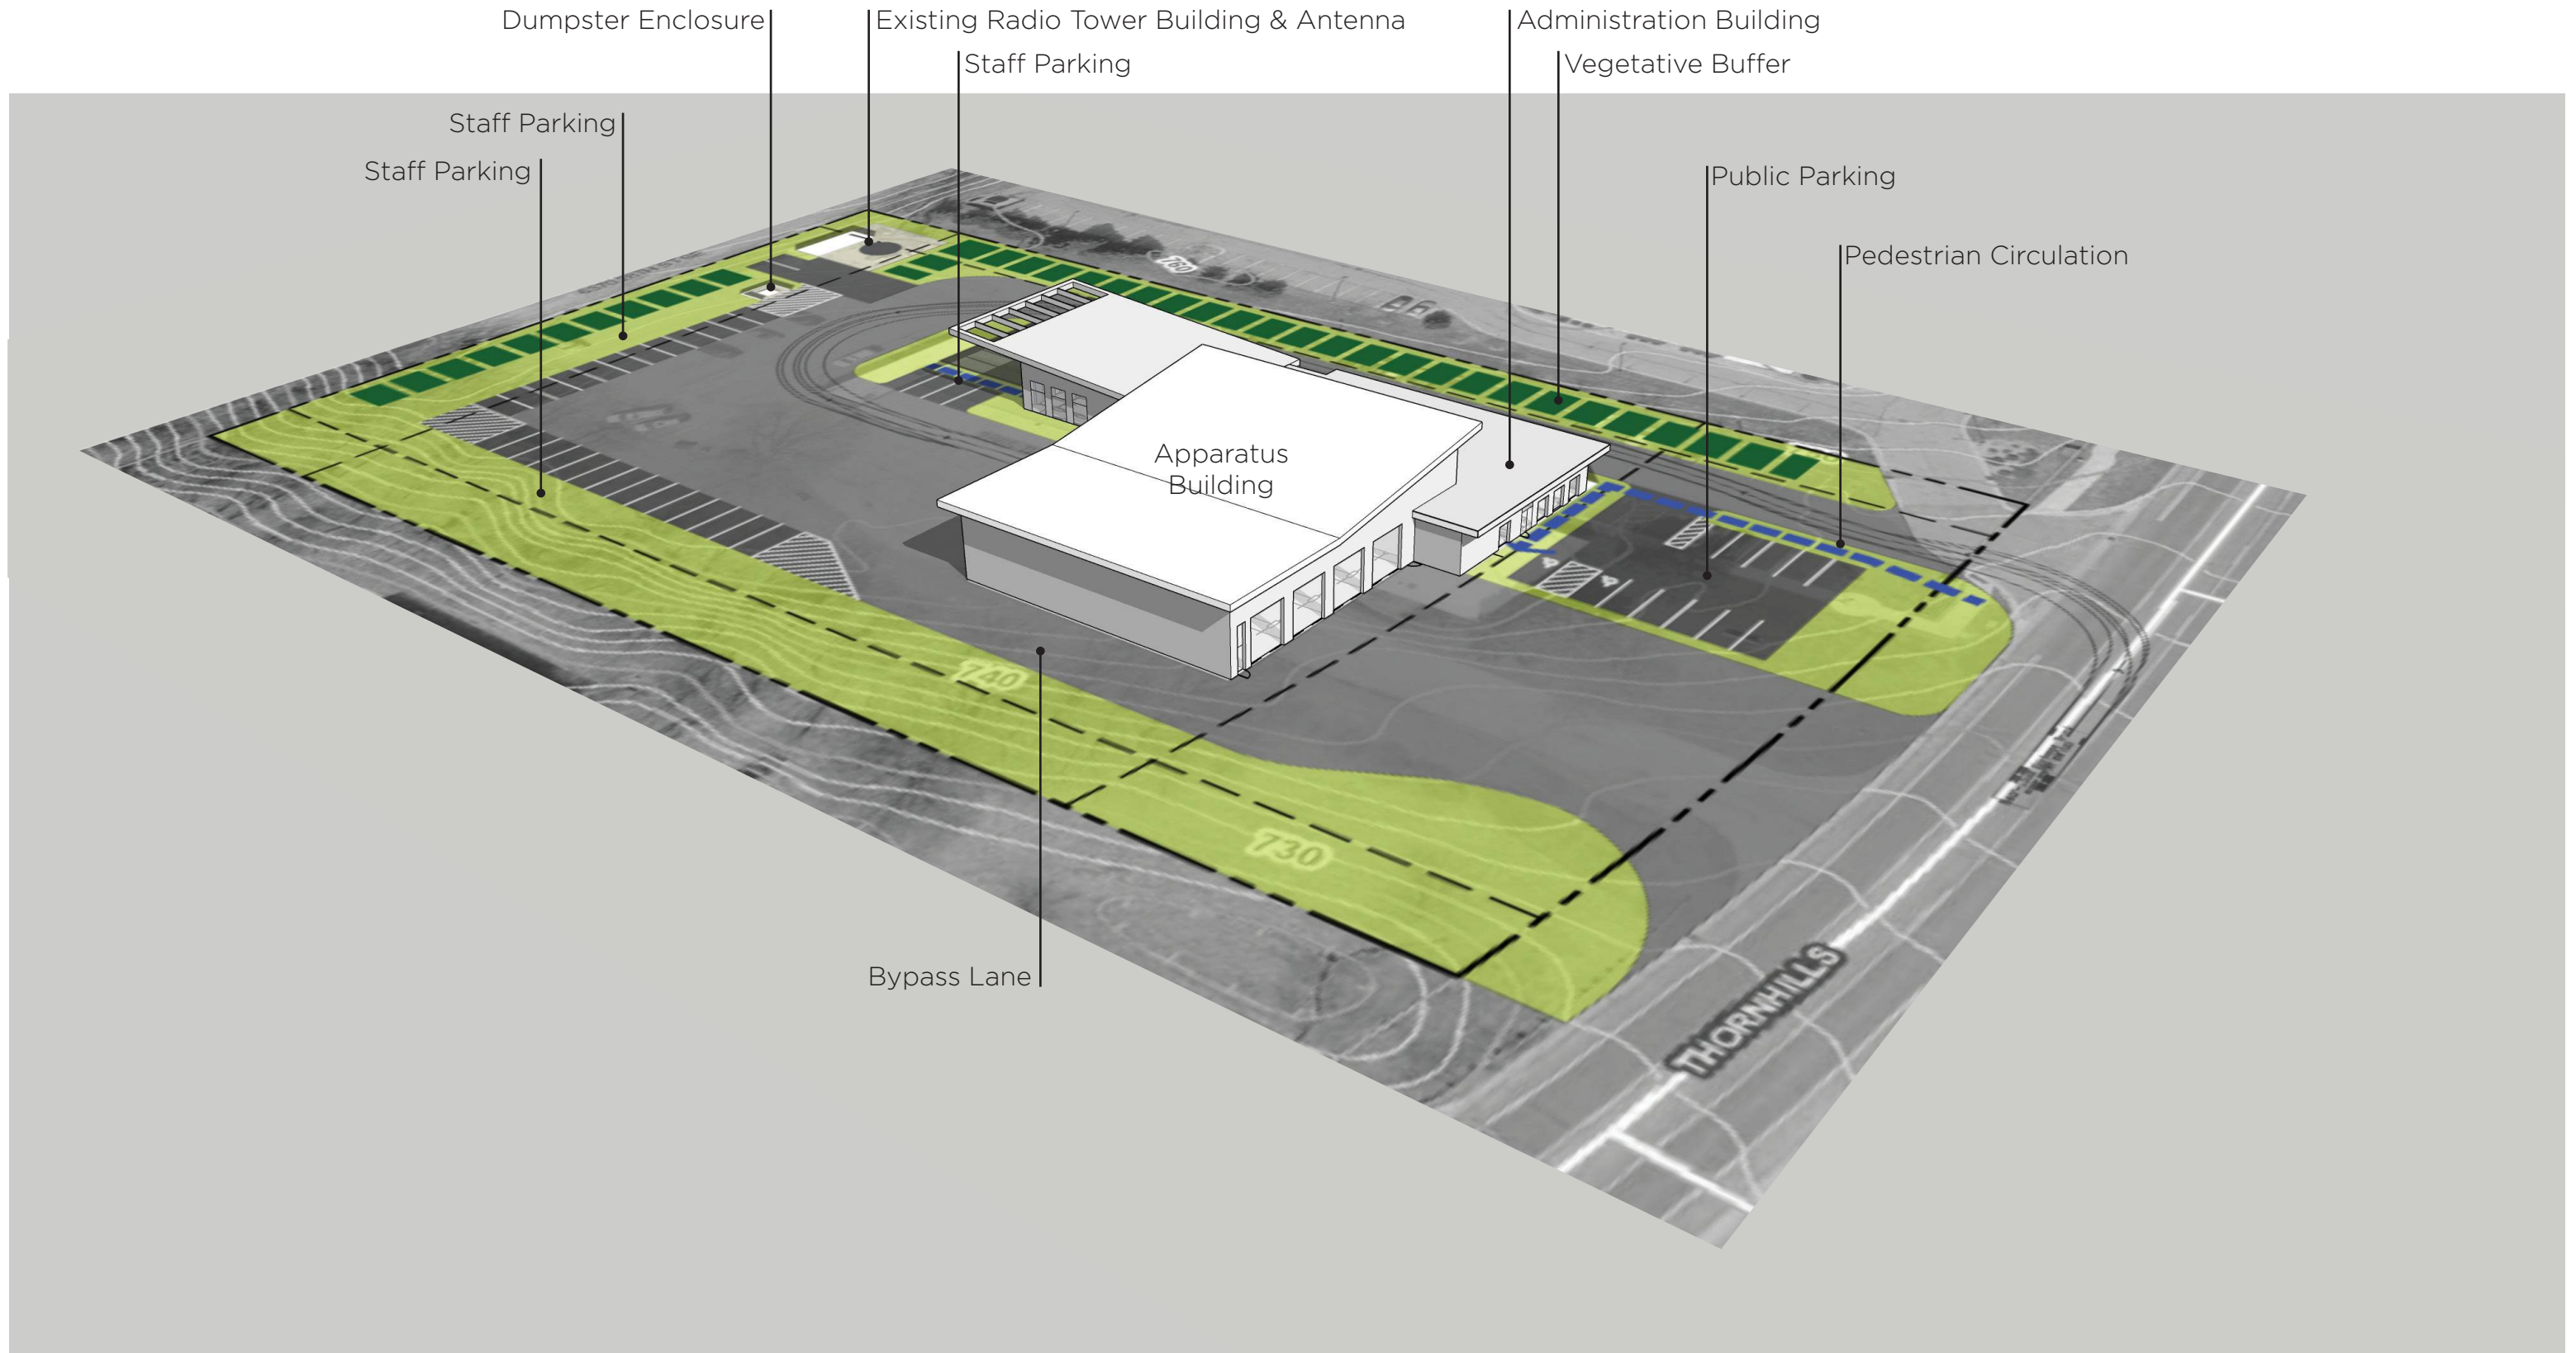 Dumpster Enclosure
Existing Radio Tower Building & Antenna
Administration Building
Staff Parking
Vegetative Buffer
Staff Parking
Staff Parking
Public Parking
Pedestrian Circulation
760
Apparatus
Building
740
730
Bypass Lane
THORNHILLS